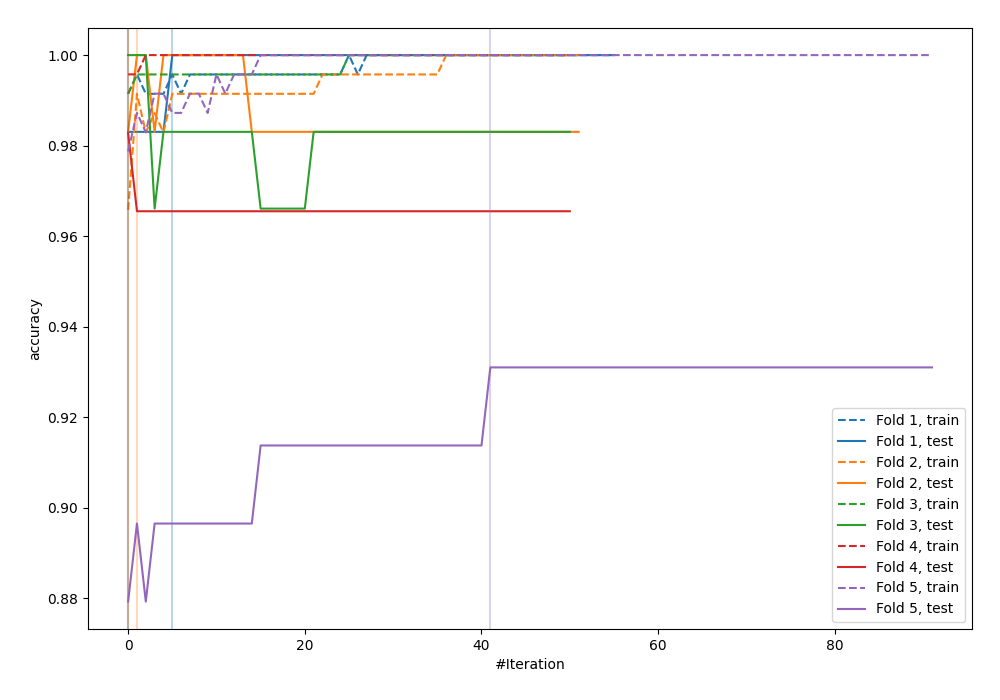 1.00
0.98
0.96
0.94
0.92
0.90
0.88
accuracy
0
20
40
60
80
#Iteration
Fold 1, train
Fold 1, test
Fold 2, train
Fold 2, test
Fold 3, train
Fold 3, test
Fold 4, train
Fold 4, test
Fold 5, train
Fold 5, test